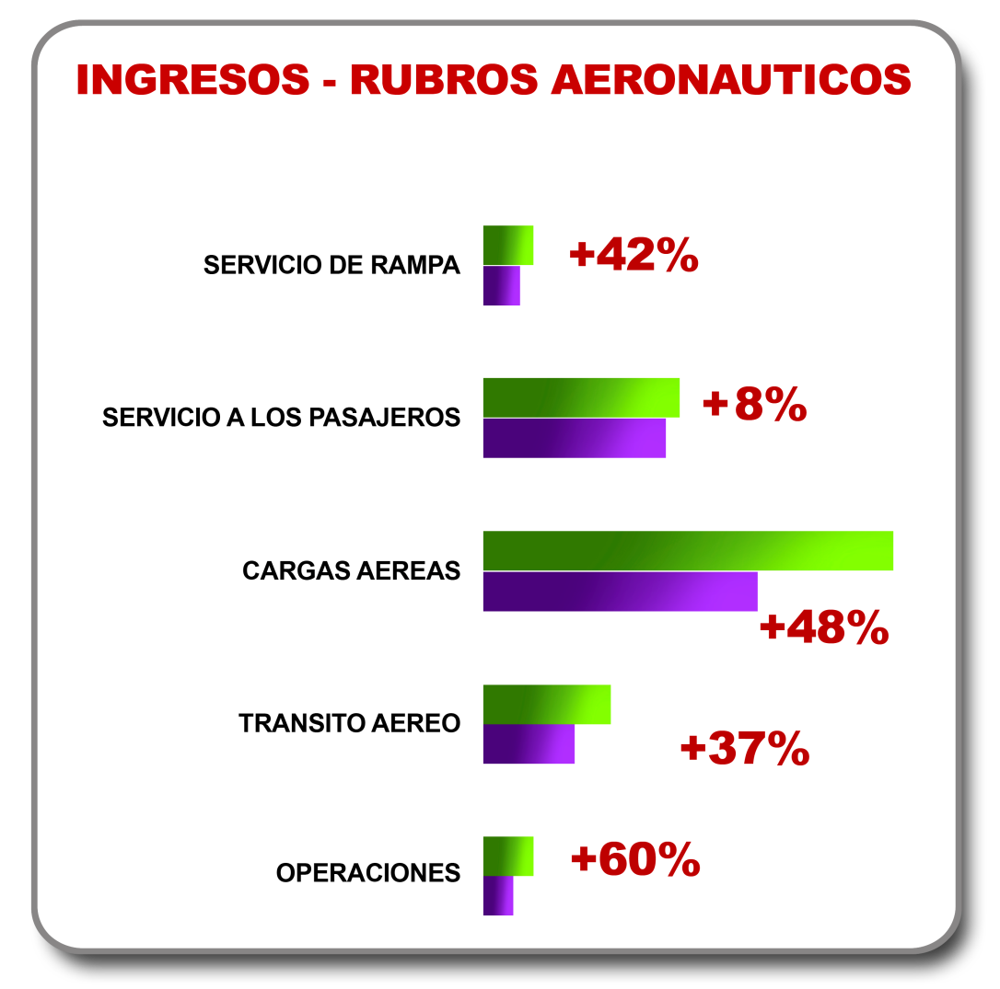 INGRESOS - RUBROS AERONAUTICOS
SERVICIO DE RAMPA
+42%
SERVICIO A LOS PASAJEROS
+8%
CARGAS AEREAS
+48%
TRANSITO AEREO
+37%
OPERACIONES
+60%